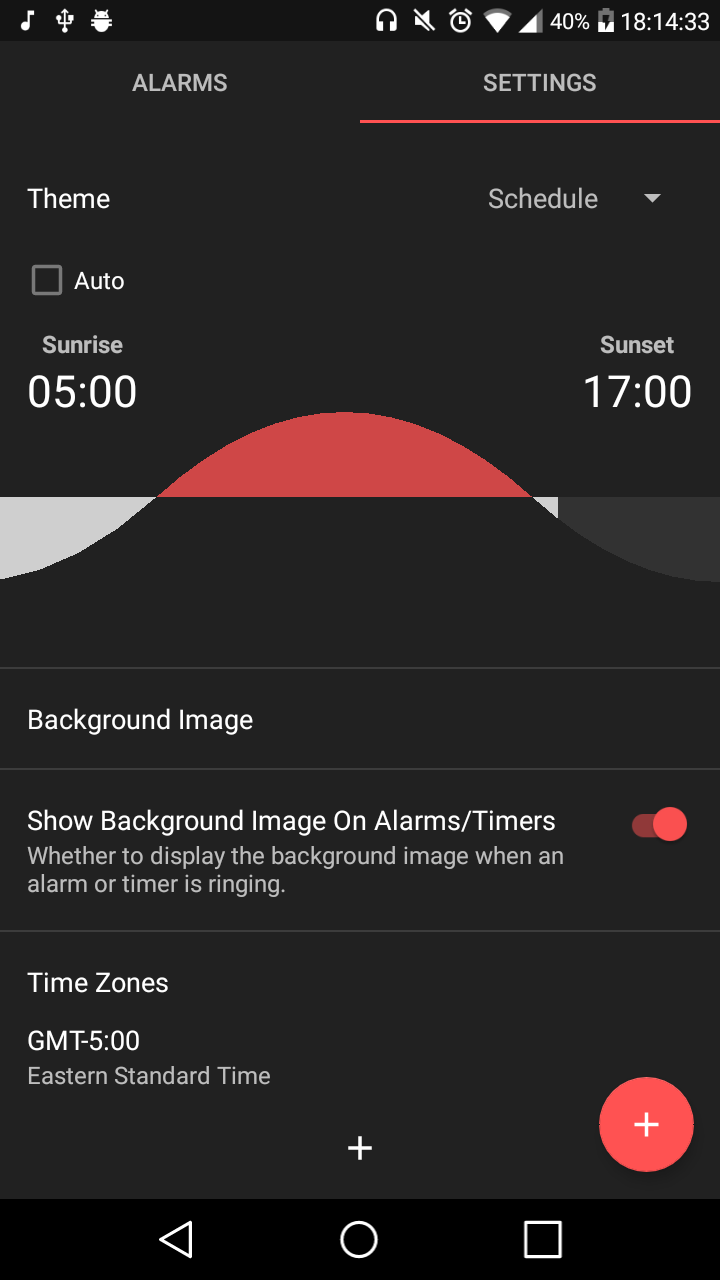 40% 18:14:33
ALARMS SETTINGS
Theme Schedule
Auto
Sunrise Sunset
05:00 17:00
Background Image
Show Background Image On Alarms/Timers
Whether to display the background image when an
alarm or timer is ringing.
Time Zones
GMT-5:00
Eastern Standard Time